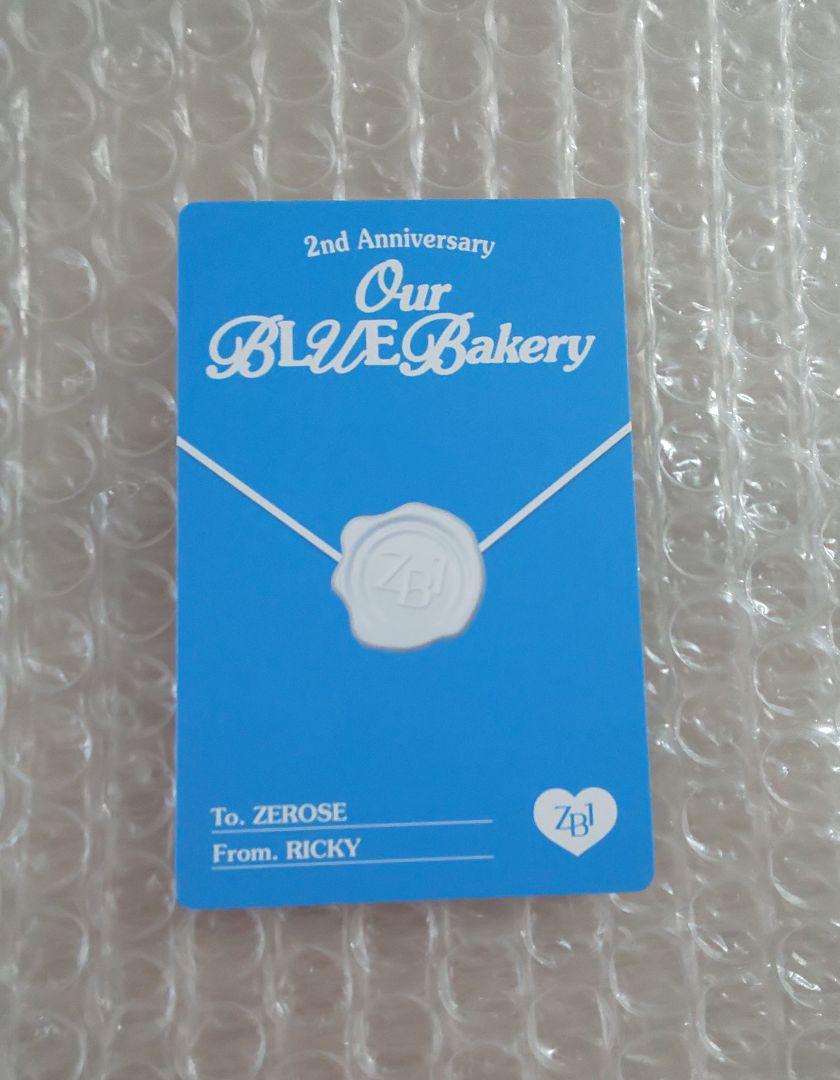 2nd Anniversary
Our
BLUE Bakery
ZB1
To. ZEROSE
From. RICKY
ZB1